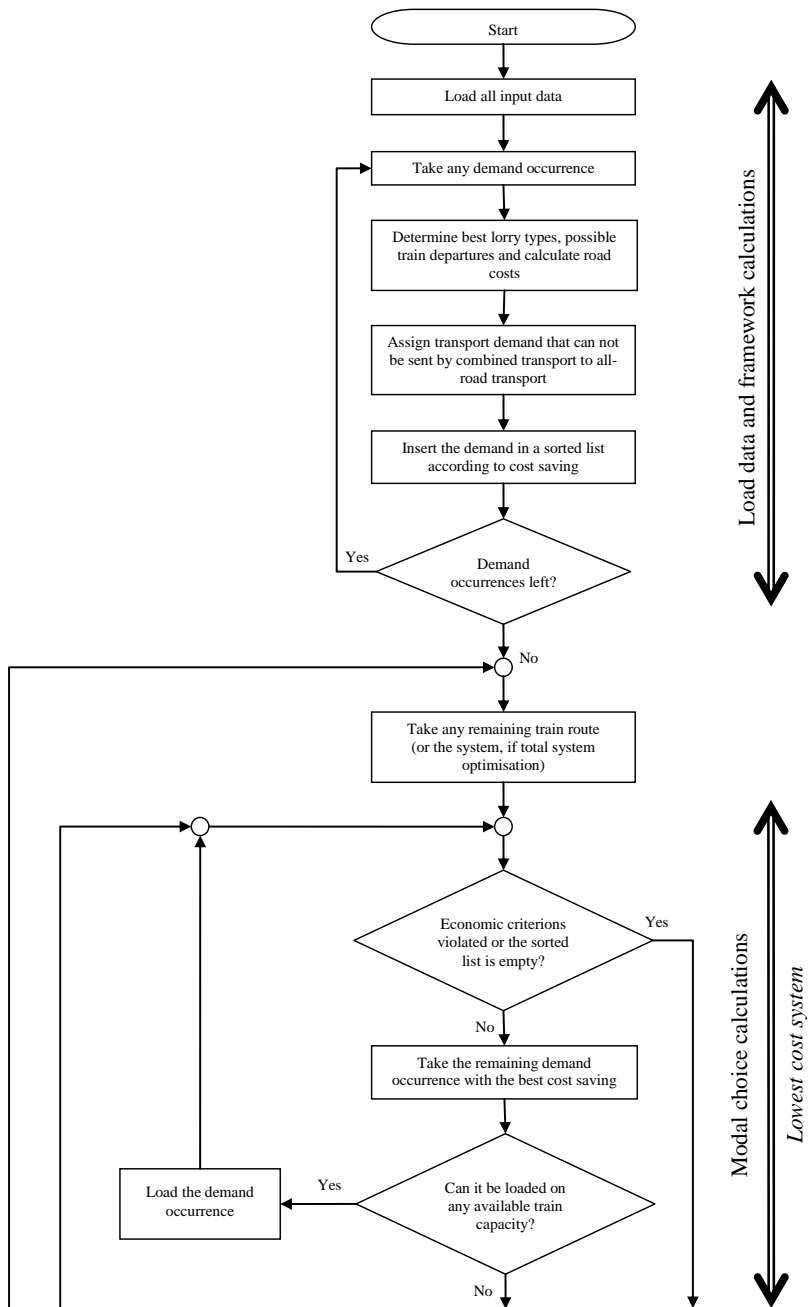 Start
Load all input data
Take any demand occurrence
Determine best lorry types, possible
train departures and calculate road
costs
Assign transport demand that can not
be sent by combined transport to all-
road transport
Insert the demand in a sorted list
according to cost saving
Yes
Demand
occurrences left?
No
Load data and framework calculations
Take any remaining train route
(or the system, if total system
optimisation)
Economic criterions
violated or the sorted
list is empty?
Yes
No
Take the remaining demand
occurrence with the best cost saving
Can it be loaded on
any available train
capacity?
Yes
Load the demand
occurrence
No
Modal choice calculations
Lowest cost system